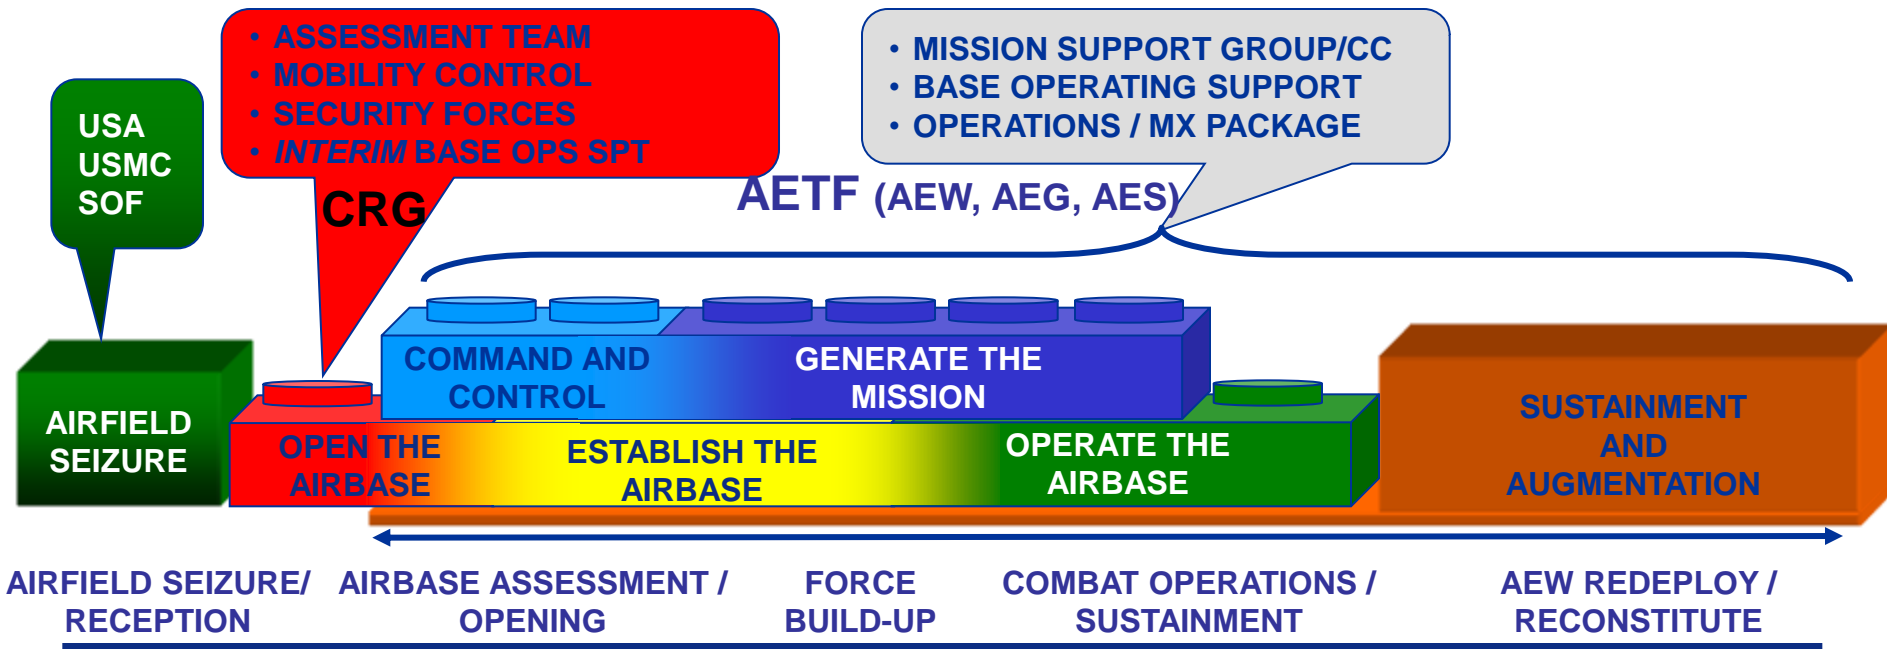 USA
USMC
SOF
• ASSESSMENT TEAM
• MOBILITY CONTROL
• SECURITY FORCES
• INTERIM BASE OPS SPT
CRG
• MISSION SUPPORT GROUP/CC
• BASE OPERATING SUPPORT
• OPERATIONS / MX PACKAGE
AETF (AEW, AEG, AES)
AIRFIELD
SEIZURE
OPEN THE
AIRBASE
COMMAND AND
CONTROL
GENERATE THE
MISSION
ESTABLISH THE
AIRBASE
OPERATE THE
AIRBASE
SUSTAINMENT
AND
AUGMENTATION
AIRFIELD SEIZURE/
RECEPTION
AIRBASE ASSESSMENT /
OPENING
FORCE
BUILD-UP
COMBAT OPERATIONS /
SUSTAINMENT
AEW REDEPLOY /
RECONSTITUTE